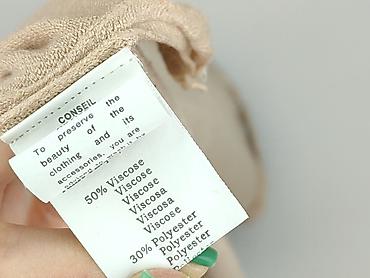 CONSEIL
To preserve the
beauty of the
clothing and its
accessories, you are
50% Viscose
Viscose
Viscosa
Viscosa
Viscose
30% Polyester
Polyester
Polyester